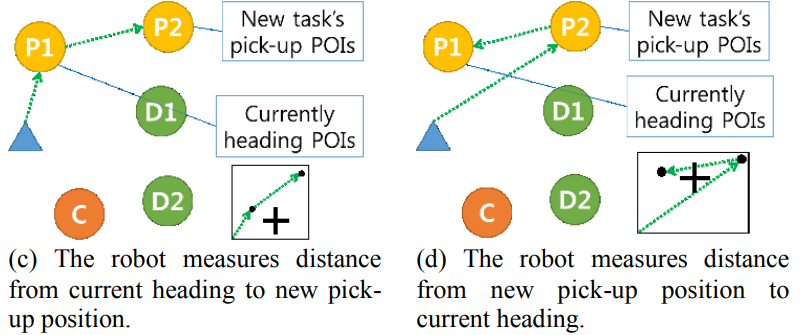 P1
P2
New task's
pick-up POIs
D1
Currently
heading POIs
C
D2
+
(c) The robot measures distance
from current heading to new pick-
up position.
P1
P2
New task's
pick-up POIs
D1
Currently
heading POIs
C
D2
+
(d) The robot measures distance
from new pick-up position to
current heading.